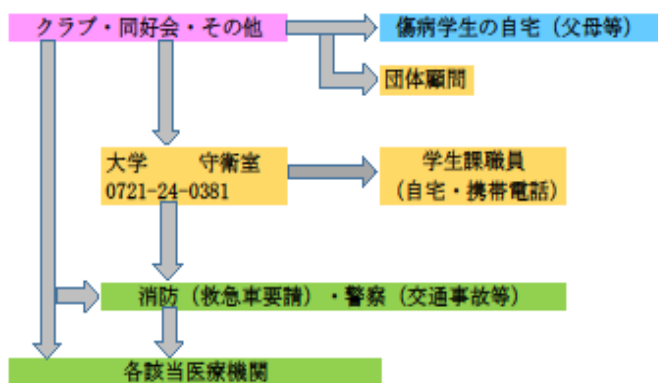 クラブ・同好会・その他
傷病学生の自宅（父母等）
団体顧問
大学　　守衛室
0721-24-0381
学生課職員
（自宅・携帯電話）
消防（救急車要請）・警察（交通事故等）
各該当医療機関